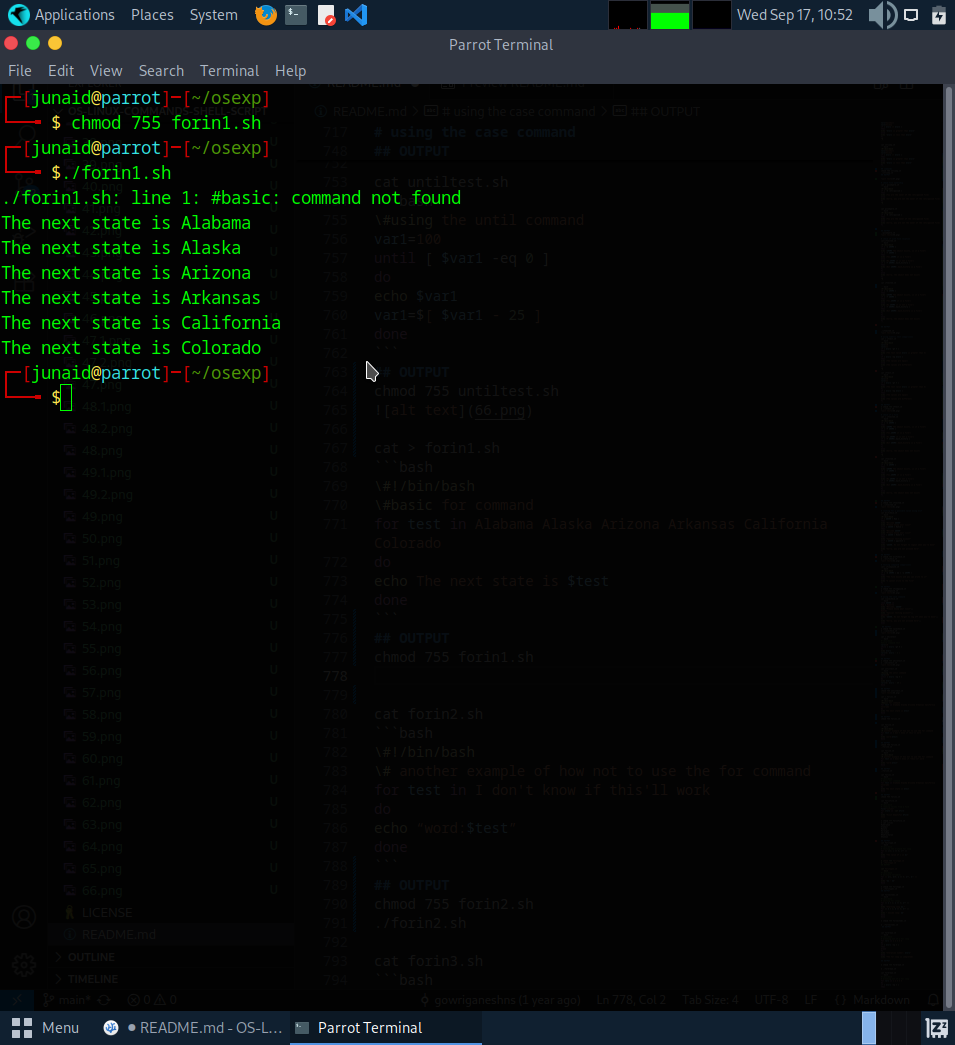 Applications Places System Wed Sep 17, 10:52
Parrot Terminal
File Edit View Search Terminal Help
[junaid@parrot]─[~/osexp]
$ chmod 755 forin1.sh
[junaid@parrot]─[~/osexp]
$./forin1.sh
./forin1.sh: line 1: #basic: command not found
The next state is Alabama
The next state is Alaska
The next state is Arizona
The next state is Arkansas
The next state is California
The next state is Colorado
[junaid@parrot]─[~/osexp]
$
README.md > # using the case command > ## OUTPUT
737 # using the case command
748 ## OUTPUT
cat untiltest.sh
755 \#using the until command
756 var1=100
757 until [ $var1 -eq 0 ]
758 do
759 echo $var1
760 var1=$[ $var1 - 25 ]
761 done
762 ```
763 ## OUTPUT
764 chmod 755 untiltest.sh
765 ![alt text](66.png)
766
767 cat > forin1.sh
768 ```bash
769 \#!/bin/bash
770 \#basic for command
771 for test in Alabama Alaska Arizona Arkansas California
Colorado
772 do
773 echo The next state is $test
774 done
775 ```
776 ## OUTPUT
777 chmod 755 forin1.sh
778
779
780 cat forin2.sh
781 ```bash
782 \#!/bin/bash
783 \# another example of how not to use the for command
784 for test in I don't know if this'll work
785 do
786 echo "word:$test"
787 done
788 ```
789 ## OUTPUT
790 chmod 755 forin2.sh
791 ./forin2.sh
792
793 cat forin3.sh
794 ```bash
48.1.png U
48.2.png U
48.png U
49.1.png U
49.2.png U
49.png U
50.png U
51.png U
52.png U
53.png U
54.png U
55.png U
56.png U
57.png U
58.png U
59.png U
60.png U
61.png U
62.png U
63.png U
64.png U
65.png U
66.png U
LICENSE
README.md
OUTLINE
TIMELINE
main* 0 0 gowriganeshns (1 year ago) Ln 778, Col 2 Tab Size: 4 UTF-8 LF {} Markdown
Menu README.md - OS-L... Parrot Terminal